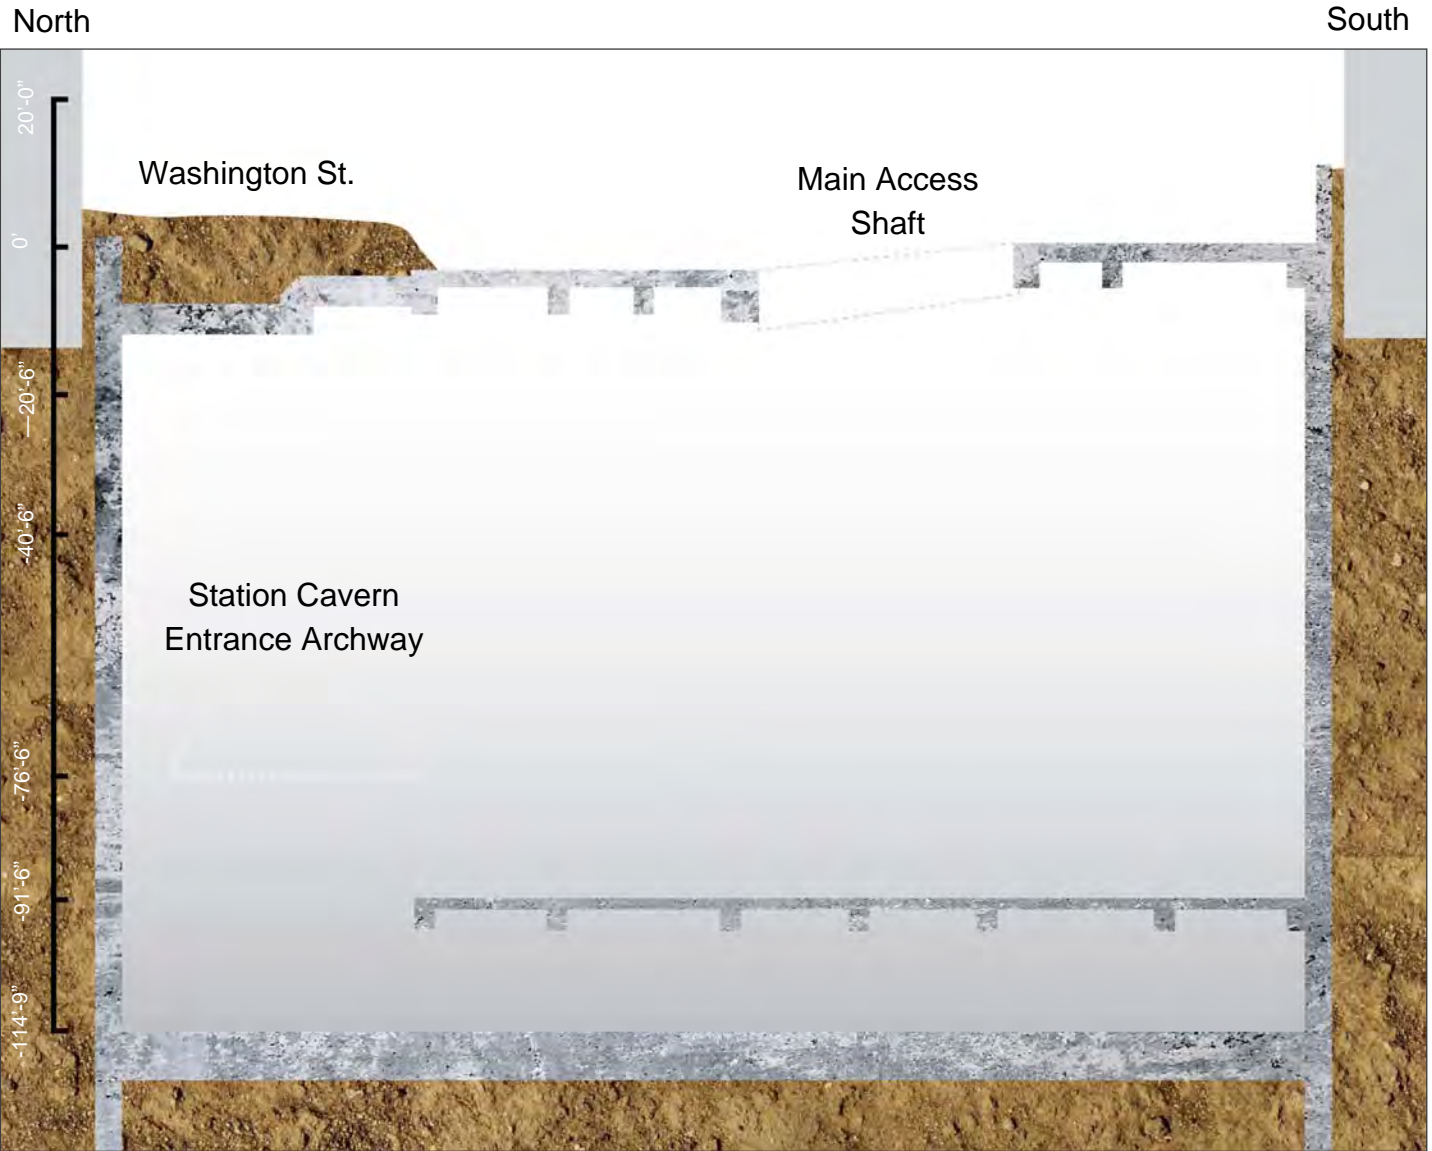 North
South
20'-0"
Washington St.
Main Access
Shaft
0'
—20'-6"
-40'-6"
Station Cavern
Entrance Archway
-76'-6"
-91'-6"
-114'-9"